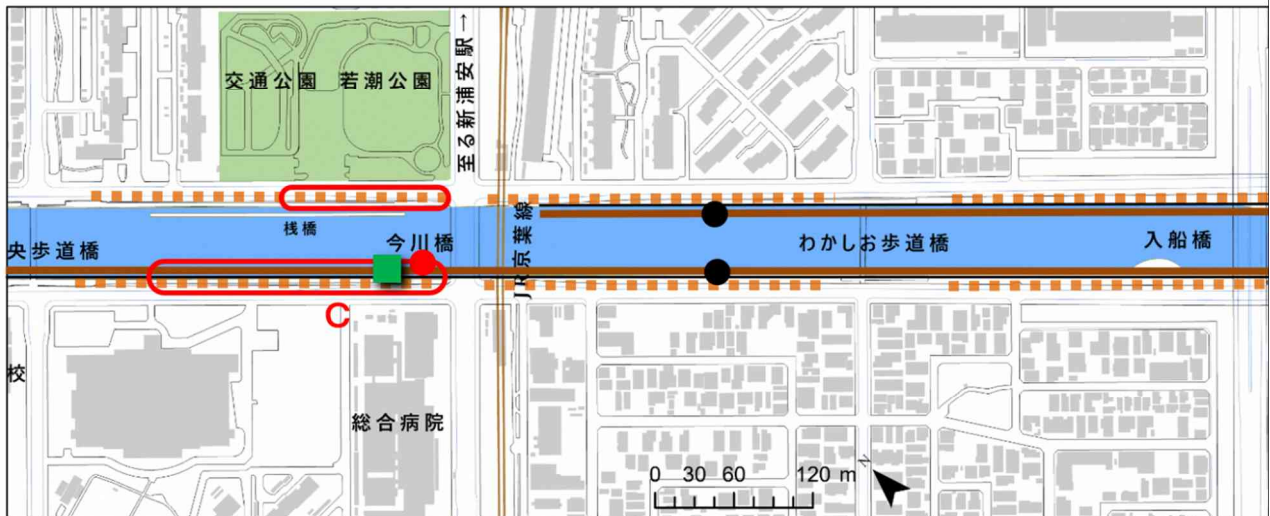 交通公園
若潮公園
至る新浦安駅→
桟橋
今川橋
央歩道橋
JR京葉線
わかしお歩道橋
入船橋
C
校
総合病院
0 30 60 120 m
N